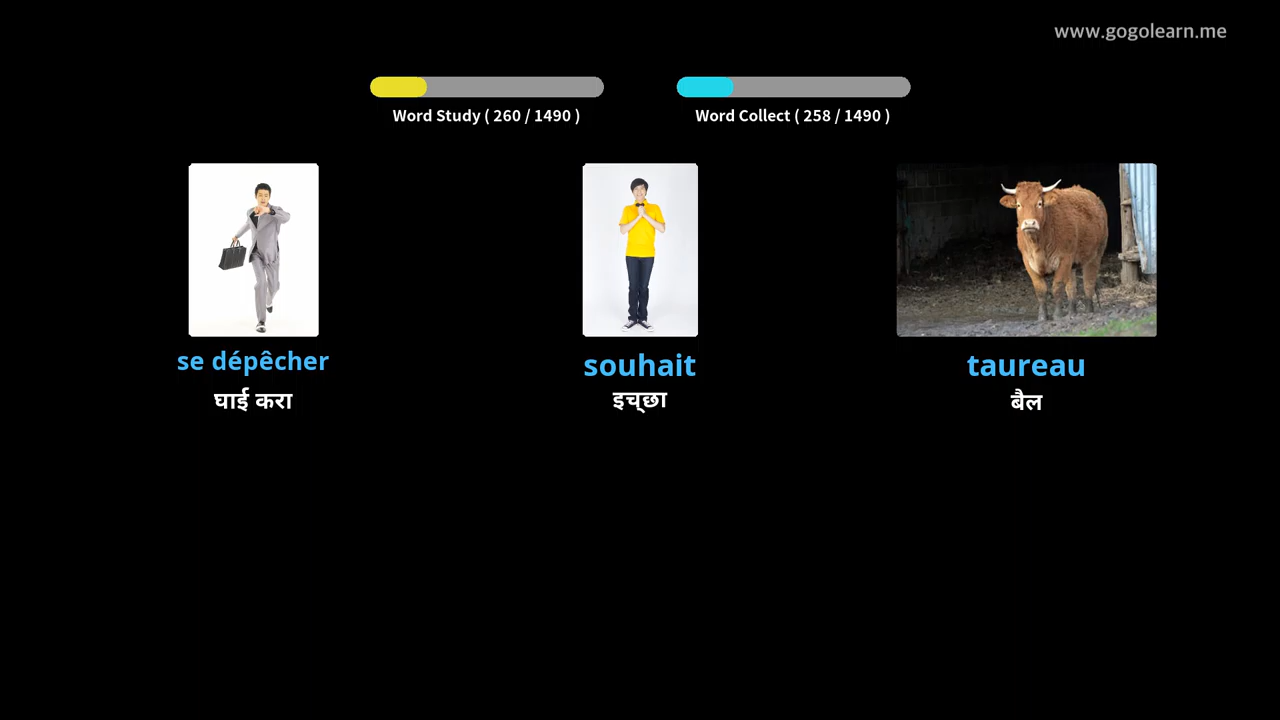 www.gogolearn.me
Word Study ( 260 / 1490 )
Word Collect ( 258 / 1490 )
se dépêcher
घाई करा
souhait
इच्छा
taureau
बैल